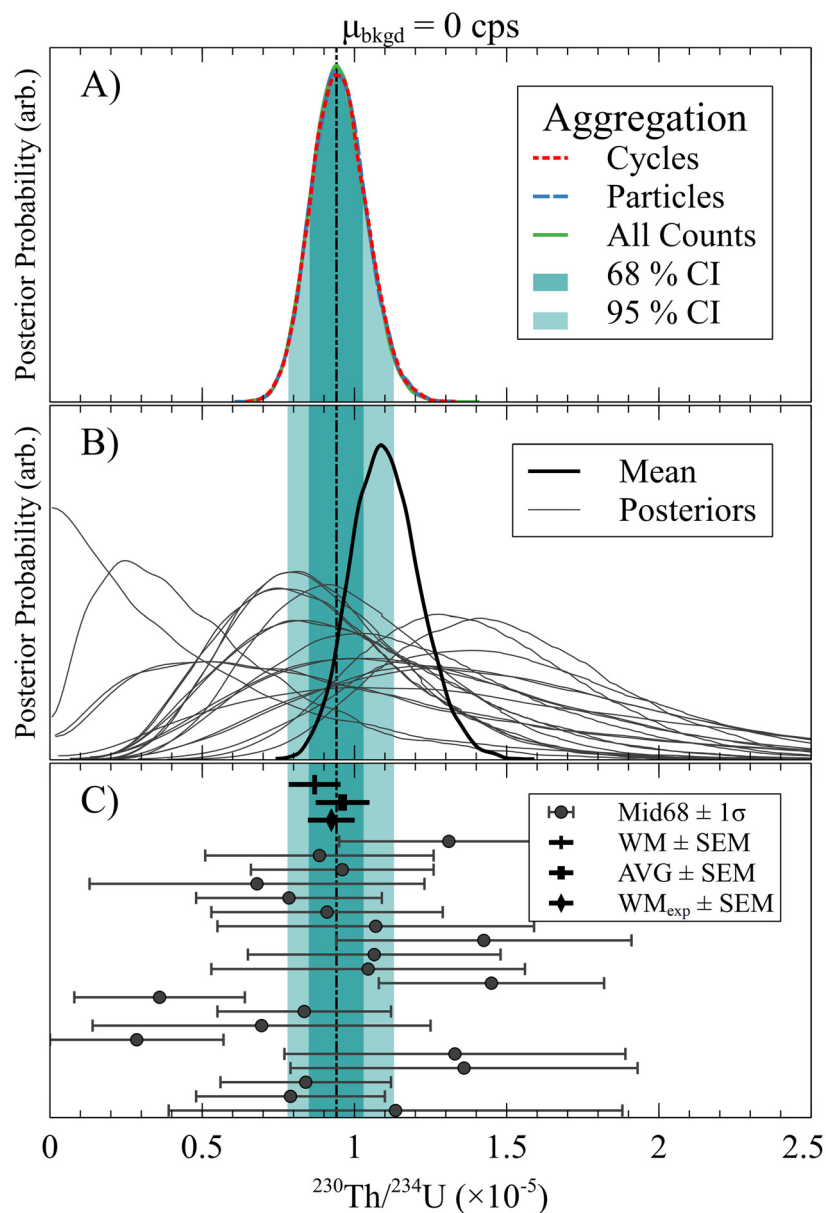 μbkgd = 0 cps
Posterior Probability (arb.)
A)
Aggregation
Cycles
Particles
All Counts
68 % CI
95 % CI
Posterior Probability (arb.)
B)
Mean
Posteriors
C)
Mid68 ± 1σ
WM ± SEM
AVG ± SEM
WMexp ± SEM
0 0.5 1 1.5 2 2.5
²³⁰Th/²³⁴U (×10⁻⁵)